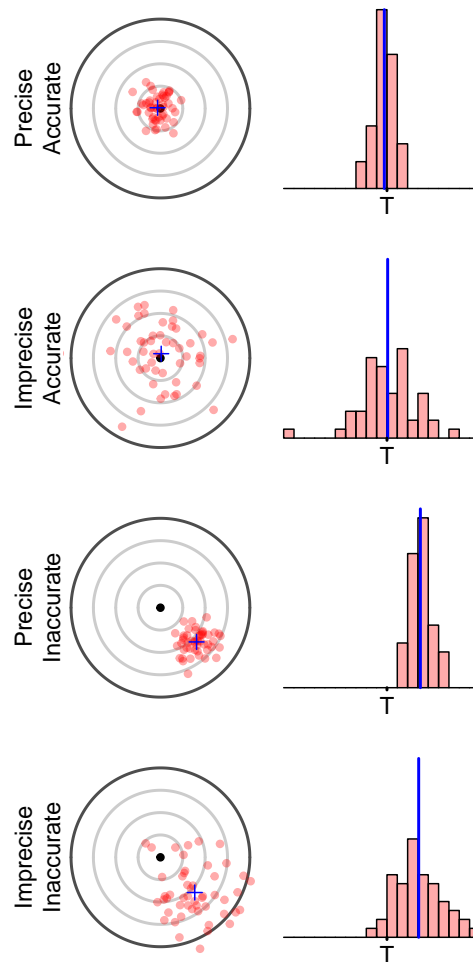 Precise
Accurate
T
Imprecise
Accurate
T
Precise
Inaccurate
T
Imprecise
Inaccurate
T